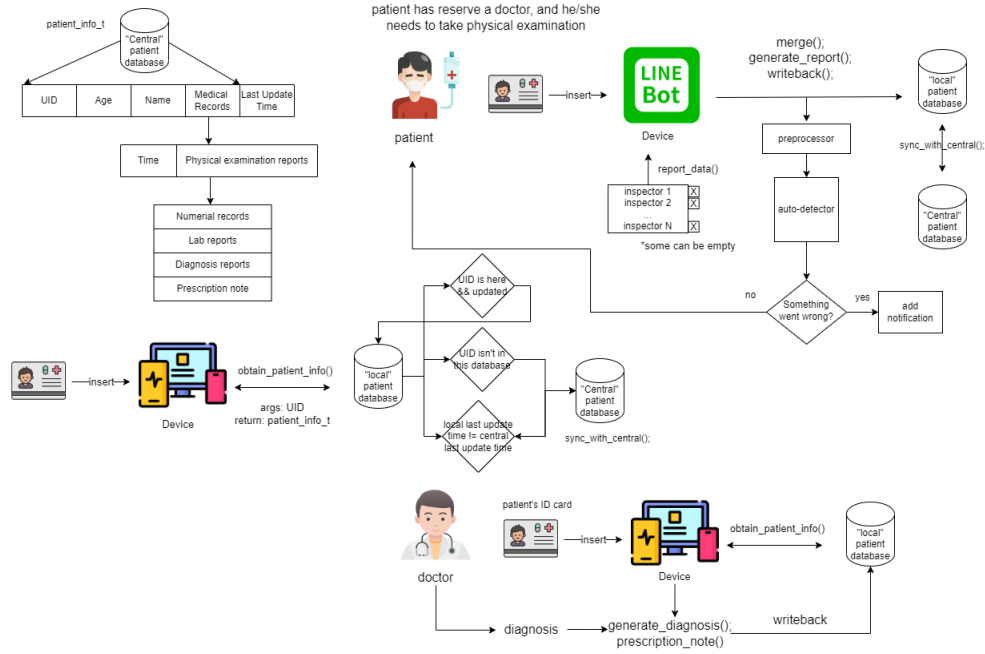 patient_info_t
"Central"
patient
database
UID
Age
Name
Medical
Records
Last Update
Time
Time
Physical examination reports
Numerial records
Lab reports
Diagnosis reports
Prescription note
patient has reserve a doctor, and he/she
needs to take physical examination
patient
insert
LINE
Bot
Device
report_data()
inspector 1
X
inspector 2
X
...
inspector N
X
*some can be empty
merge();
generate_report();
writeback();
"local"
patient
database
sync_with_central();
"Central"
patient
database
preprocessor
auto-detector
Something
went wrong?
no
yes
add
notification
insert
Device
obtain_patient_info()
args: UID
return: patient_info_t
"local"
patient
database
UID is here
&& updated
UID isn't in
this database
local last update
time != central
last update time
"Central"
patient
database
sync_with_central();
doctor
patient's ID card
insert
Device
obtain_patient_info()
"local"
patient
database
diagnosis
generate_diagnosis();
prescription_note()
writeback